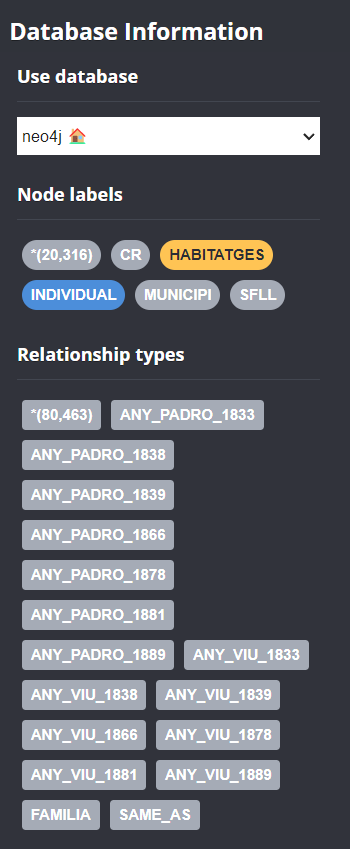 Database Information
Use database
neo4j
Node labels
*(20,316) CR HABITATGES
INDIVIDUAL MUNICIPI SFLL
Relationship types
*(80,463) ANY_PADRO_1833
ANY_PADRO_1838
ANY_PADRO_1839
ANY_PADRO_1866
ANY_PADRO_1878
ANY_PADRO_1881
ANY_PADRO_1889 ANY_VIU_1833
ANY_VIU_1838 ANY_VIU_1839
ANY_VIU_1866 ANY_VIU_1878
ANY_VIU_1881 ANY_VIU_1889
FAMILIA SAME_AS